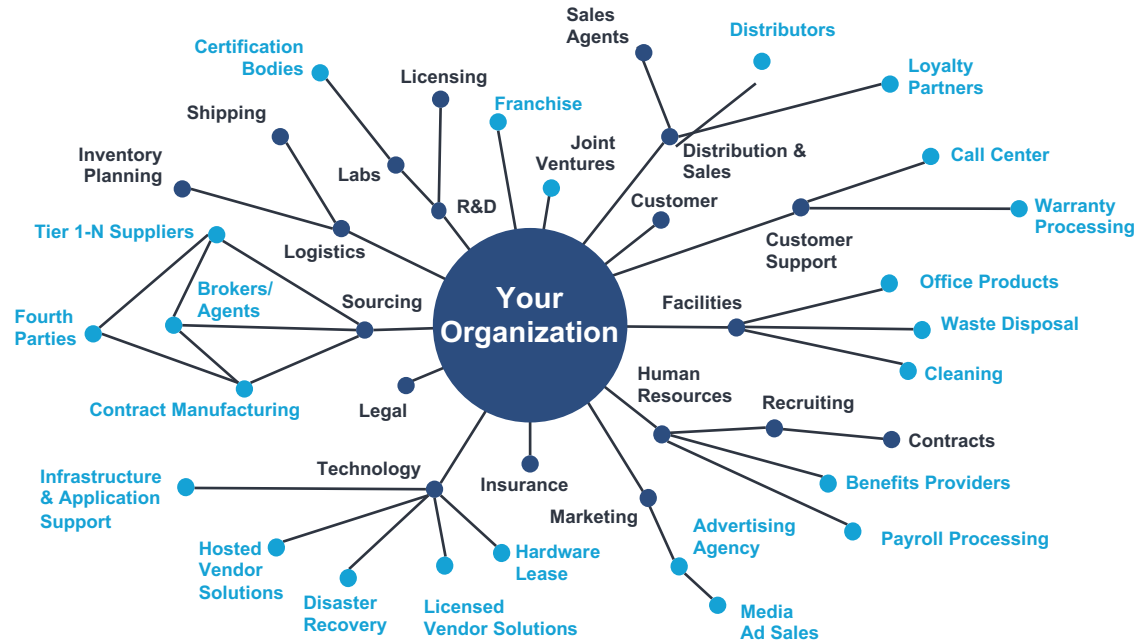 Sales
Agents
Distributors
Certification
Bodies
Licensing
Loyalty
Partners
Franchise
Shipping
Joint
Ventures
Distribution &
Sales
Call Center
Inventory
Planning
Labs
R&D
Customer
Warranty
Processing
Tier 1-N Suppliers
Logistics
Customer
Support
Office Products
Brokers/
Agents
Sourcing
Your
Organization
Facilities
Fourth
Parties
Waste Disposal
Cleaning
Human
Resources
Contract Manufacturing
Legal
Recruiting
Contracts
Technology
Insurance
Infrastructure
& Application
Support
Benefits Providers
Marketing
Advertising
Agency
Payroll Processing
Hosted
Vendor
Solutions
Hardware
Lease
Disaster
Recovery
Licensed
Vendor Solutions
Media
Ad Sales